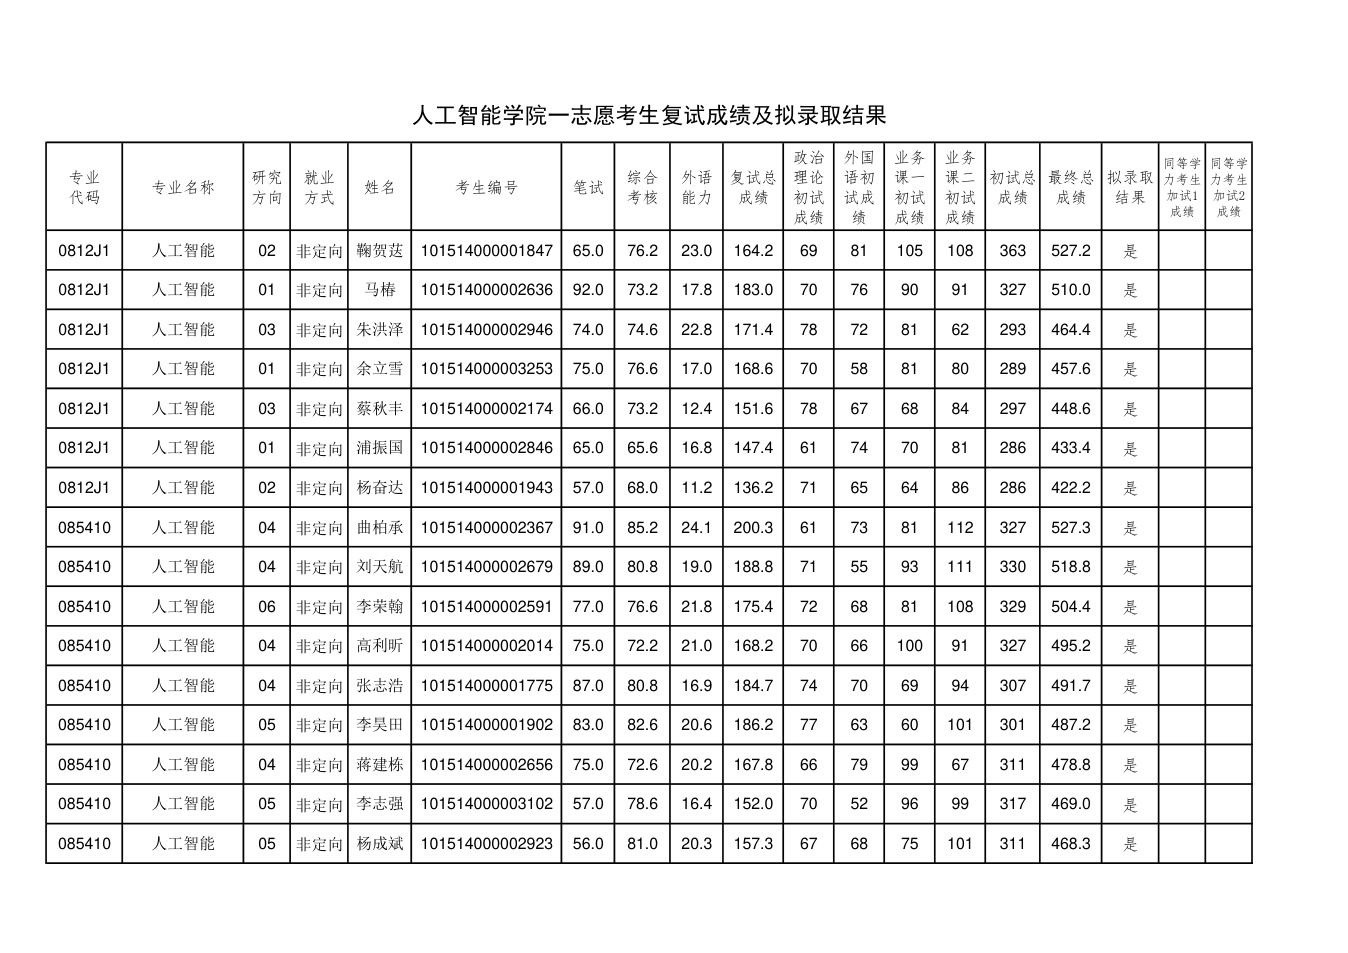 人工智能学院一志愿考生复试成绩及拟录取结果
专业代码 专业名称 研究方向 就业方式 姓名 考生编号 笔试 综合考核 外语能力 复试总成绩 政治理论初试成绩 外国语初试成绩 业务课一初试成绩 业务课二初试成绩 初试总成绩 最终总成绩 拟录取结果 同等学力考生加试1成绩 同等学力考生加试2成绩
0812J1 人工智能 02 非定向 鞠贺荭 101514000001847 65.0 76.2 23.0 164.2 69 81 105 108 363 527.2 是
0812J1 人工智能 01 非定向 马椿 101514000002636 92.0 73.2 17.8 183.0 70 76 90 91 327 510.0 是
0812J1 人工智能 03 非定向 朱洪泽 101514000002946 74.0 74.6 22.8 171.4 78 72 81 62 293 464.4 是
0812J1 人工智能 01 非定向 余立雪 101514000003253 75.0 76.6 17.0 168.6 70 58 81 80 289 457.6 是
0812J1 人工智能 03 非定向 蔡秋丰 101514000002174 66.0 73.2 12.4 151.6 78 67 68 84 297 448.6 是
0812J1 人工智能 01 非定向 浦振国 101514000002846 65.0 65.6 16.8 147.4 61 74 70 81 286 433.4 是
0812J1 人工智能 02 非定向 杨奋达 101514000001943 57.0 68.0 11.2 136.2 71 65 64 86 286 422.2 是
085410 人工智能 04 非定向 曲柏承 101514000002367 91.0 85.2 24.1 200.3 61 73 81 112 327 527.3 是
085410 人工智能 04 非定向 刘天航 101514000002679 89.0 80.8 19.0 188.8 71 55 93 111 330 518.8 是
085410 人工智能 06 非定向 李荣翰 101514000002591 77.0 76.6 21.8 175.4 72 68 81 108 329 504.4 是
085410 人工智能 04 非定向 高利昕 101514000002014 75.0 72.2 21.0 168.2 70 66 100 91 327 495.2 是
085410 人工智能 04 非定向 张志浩 101514000001775 87.0 80.8 16.9 184.7 74 70 69 94 307 491.7 是
085410 人工智能 05 非定向 李昊田 101514000001902 83.0 82.6 20.6 186.2 77 63 60 101 301 487.2 是
085410 人工智能 04 非定向 蒋建栋 101514000002656 75.0 72.6 20.2 167.8 66 79 99 67 311 478.8 是
085410 人工智能 05 非定向 李志强 101514000003102 57.0 78.6 16.4 152.0 70 52 96 99 317 469.0 是
085410 人工智能 05 非定向 杨成斌 101514000002923 56.0 81.0 20.3 157.3 67 68 75 101 311 468.3 是